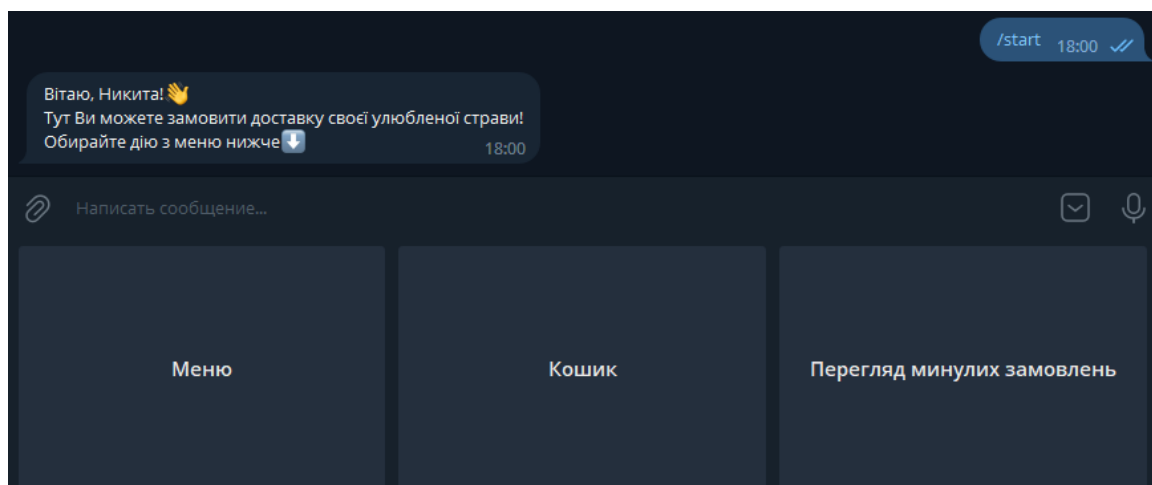 /start 18:00
Вітаю, Никита!👋
Тут Ви можете замовити доставку своєї улюбленої страви!
Обирайте дію з меню нижче⬇️ 18:00
Написать сообщение...
Меню Кошик Перегляд минулих замовлень